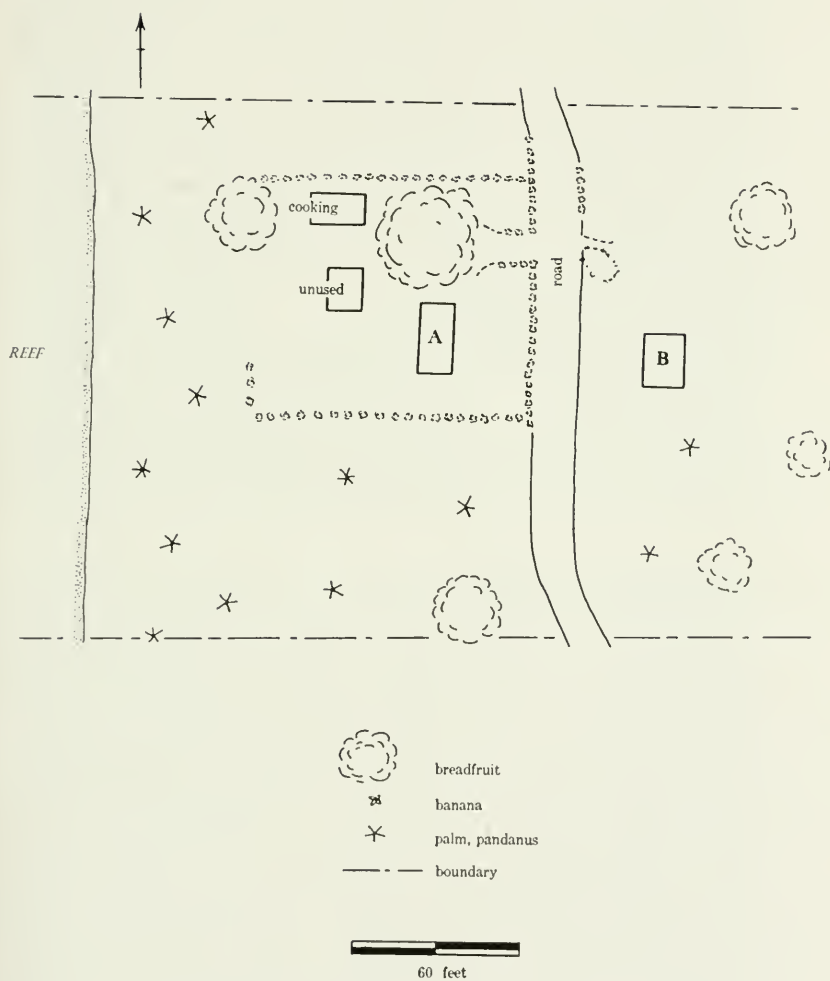 cooking
unused
road
REEF
A
B
breadfruit
banana
palm, pandanus
boundary
60 feet